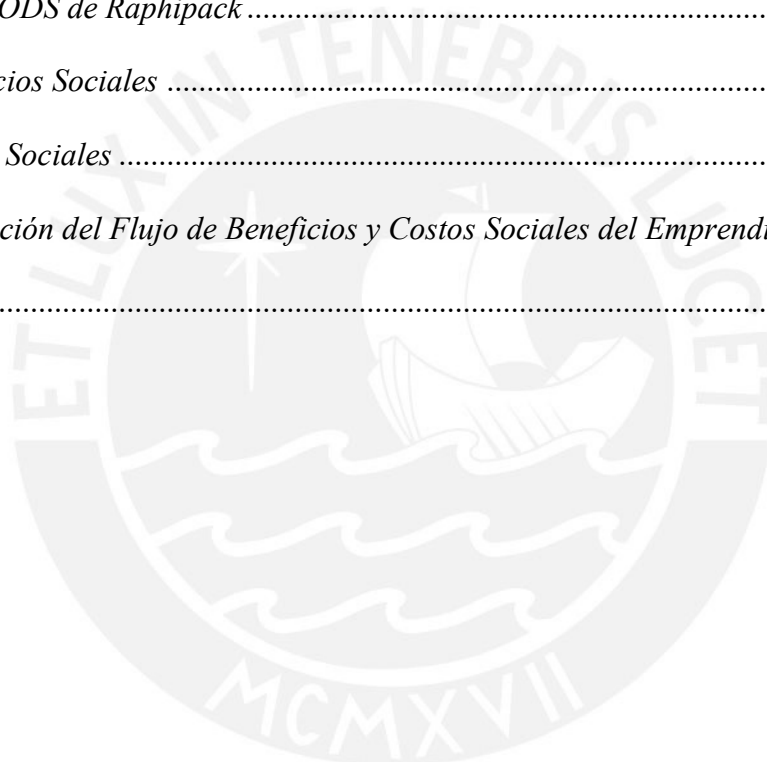 ODS de Raphipack ........................................................................
cios Sociales ..................................................................................
Sociales ........................................................................................
ción del Flujo de Beneficios y Costos Sociales del Emprend
......................................................................................................
ET LUX IN TENEBRIS LUCET
MCMXVII